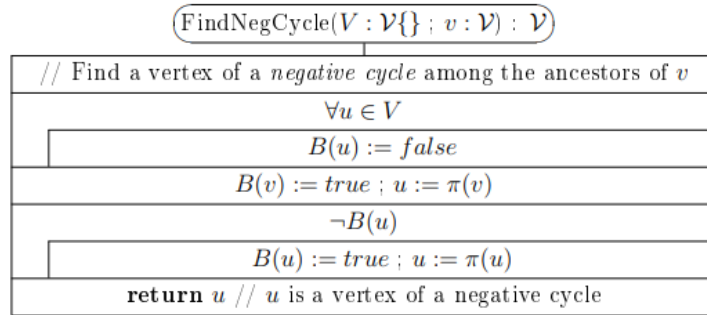 FindNegCycle(V : 𝒱{} ; v : 𝒱) : 𝒱
// Find a vertex of a negative cycle among the ancestors of v
∀u ∈ V
B(u) := false
B(v) := true ; u := π(v)
¬B(u)
B(u) := true ; u := π(u)
return u // u is a vertex of a negative cycle